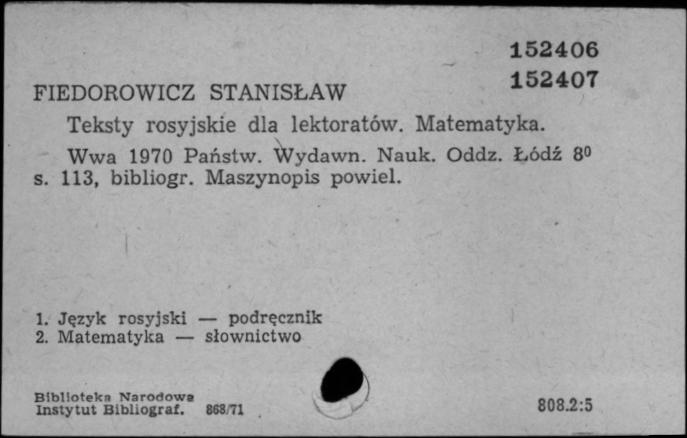 152406
152407
FIEDOROWICZ STANISŁAW
Teksty rosyjskie dla lektoratów. Matematyka.
Wwa 1970 Państw. Wydawn. Nauk. Oddz. Łódź 8⁰
s. 113, bibliogr. Maszynopis powiel.
1. Język rosyjski — podręcznik
2. Matematyka — słownictwo
Biblioteka Narodowa
Instytut Bibliograf. 868/71
808.2:5